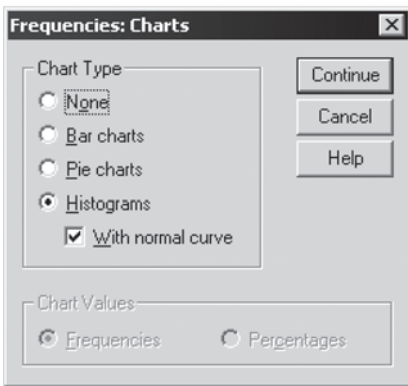 Frequencies: Charts
Chart Type
None
Bar charts
Pie charts
Histograms
With normal curve
Continue
Cancel
Help
Chart Values
Frequencies Percentages